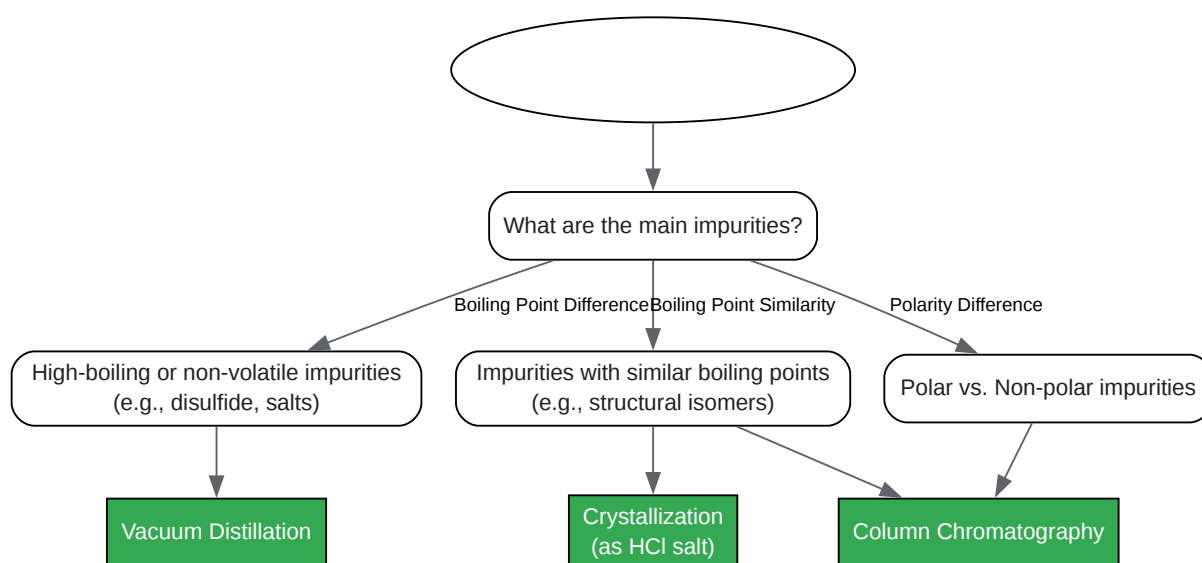 What are the main impurities?
Boiling Point Difference
Boiling Point Similarity
Polarity Difference
High-boiling or non-volatile impurities
(e.g., disulfide, salts)
Impurities with similar boiling points
(e.g., structural isomers)
Polar vs. Non-polar impurities
Vacuum Distillation
Crystallization
(as HCl salt)
Column Chromatography